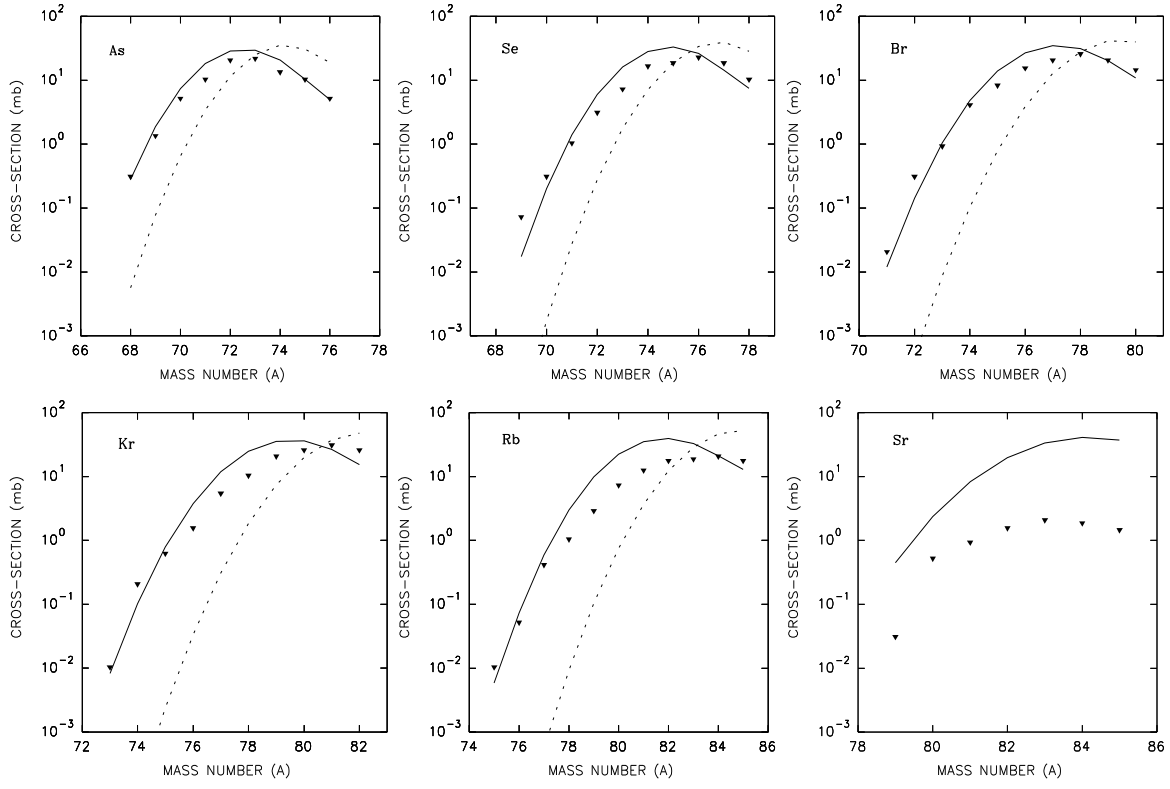 As
CROSS-SECTION (mb)
10² 10¹ 10⁰ 10⁻¹ 10⁻² 10⁻³
66 68 70 72 74 76 78
MASS NUMBER (A)
Se
CROSS-SECTION (mb)
10² 10¹ 10⁰ 10⁻¹ 10⁻² 10⁻³
68 70 72 74 76 78
MASS NUMBER (A)
Br
CROSS-SECTION (mb)
10² 10¹ 10⁰ 10⁻¹ 10⁻² 10⁻³
70 72 74 76 78 80
MASS NUMBER (A)
Kr
CROSS-SECTION (mb)
10² 10¹ 10⁰ 10⁻¹ 10⁻² 10⁻³
72 74 76 78 80 82
MASS NUMBER (A)
Rb
CROSS-SECTION (mb)
10² 10¹ 10⁰ 10⁻¹ 10⁻² 10⁻³
74 76 78 80 82 84 86
MASS NUMBER (A)
Sr
CROSS-SECTION (mb)
10² 10¹ 10⁰ 10⁻¹ 10⁻² 10⁻³
78 80 82 84 86
MASS NUMBER (A)